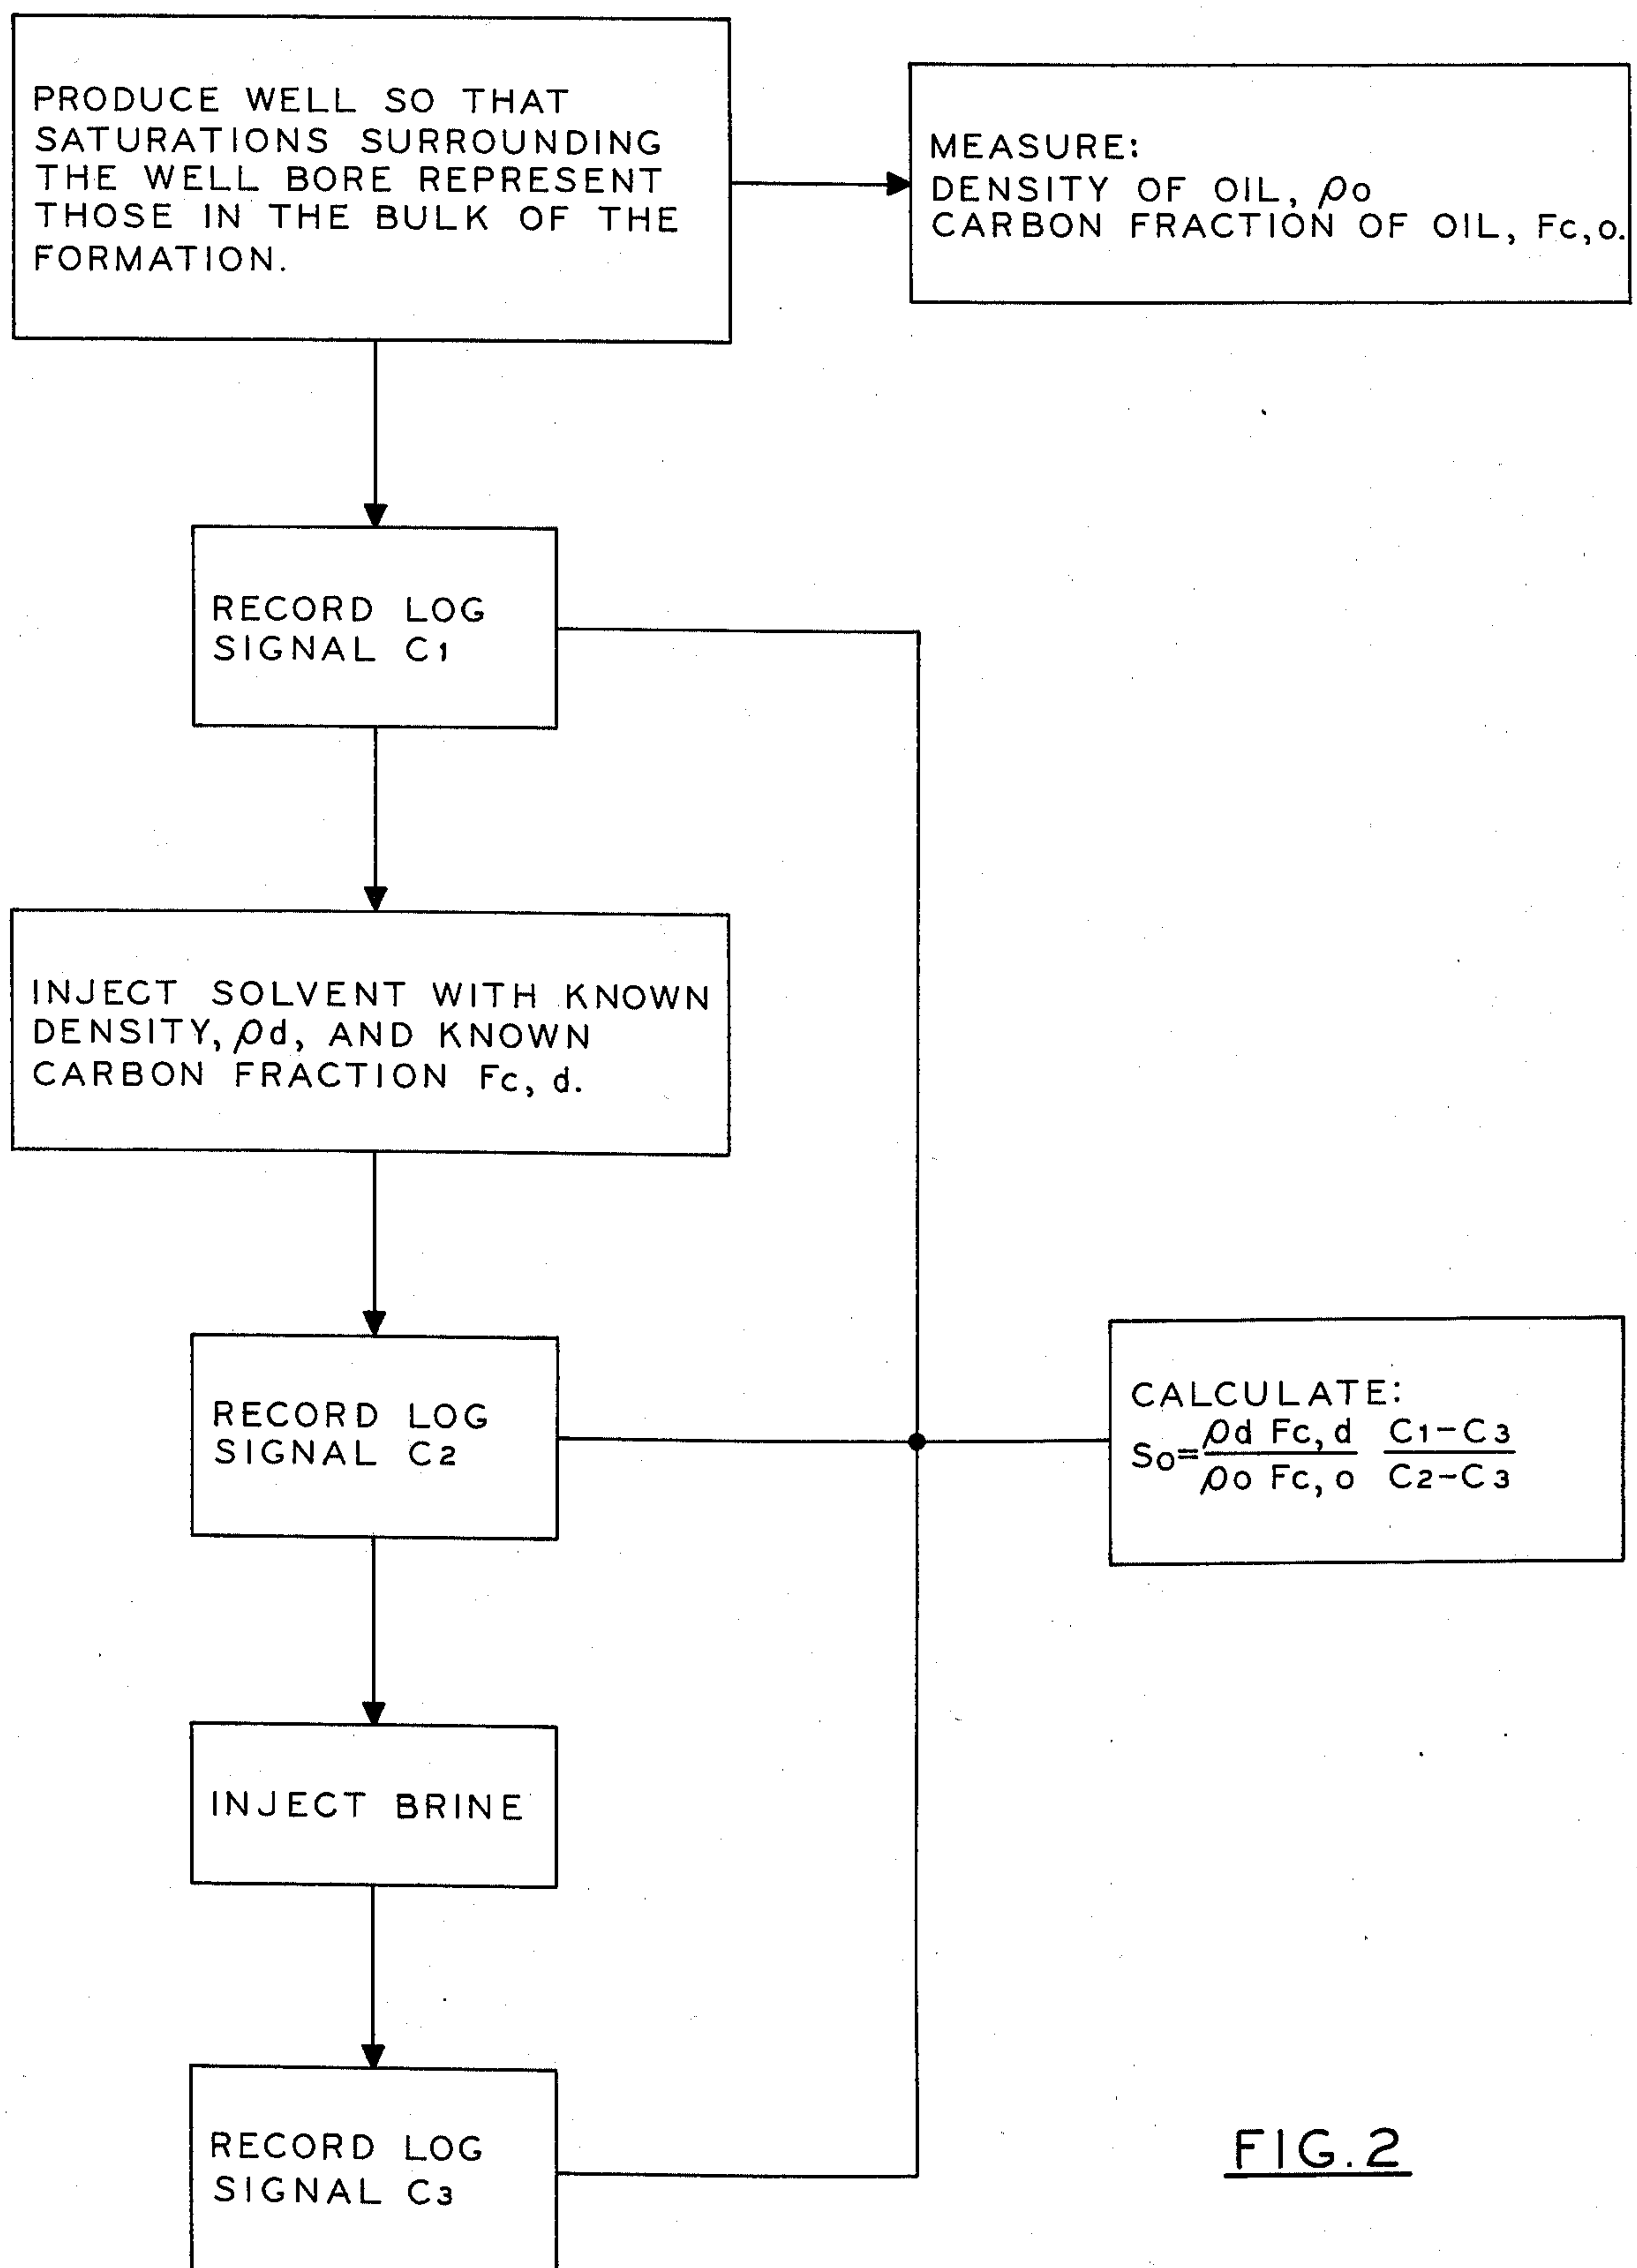 PRODUCE WELL SO THAT
SATURATIONS SURROUNDING
THE WELL BORE REPRESENT
THOSE IN THE BULK OF THE
FORMATION.
MEASURE:
DENSITY OF OIL, ρo
CARBON FRACTION OF OIL, Fc,o.
RECORD LOG
SIGNAL C1
INJECT SOLVENT WITH KNOWN
DENSITY, ρd, AND KNOWN
CARBON FRACTION Fc, d.
RECORD LOG
SIGNAL C2
CALCULATE:
So= ρd Fc, d / ρo Fc, o C1-C3 / C2-C3
INJECT BRINE
RECORD LOG
SIGNAL C3
FIG. 2